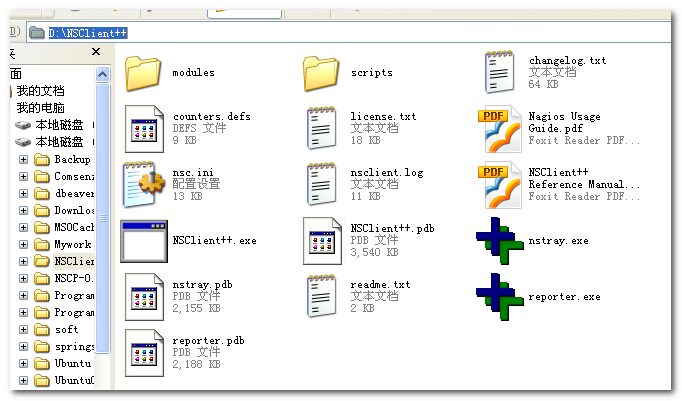 D:\NSClient++
面
我的文档
我的电脑
本地磁盘
本地磁盘
Backup
Comsenz
dbeaver
Downlo
MSOCac
Mywork
NSClien
NSCP-0.
Program
Program
soft
springs
Ubuntu
Ubuntu
modules
scripts
changelog.txt
文本文档
64 KB
counters.defs
DEFS 文件
9 KB
license.txt
文本文档
18 KB
Nagios Usage
Guide.pdf
Foxit Reader PDF...
nsc.ini
配置设置
13 KB
nsclient.log
文本文档
11 KB
NSClient++
Reference Manual...
Foxit Reader PDF...
NSClient++.exe
NSClient++.pdb
PDB 文件
3,540 KB
nstray.exe
nstray.pdb
PDB 文件
2,155 KB
readme.txt
文本文档
2 KB
reporter.exe
reporter.pdb
PDB 文件
2,188 KB